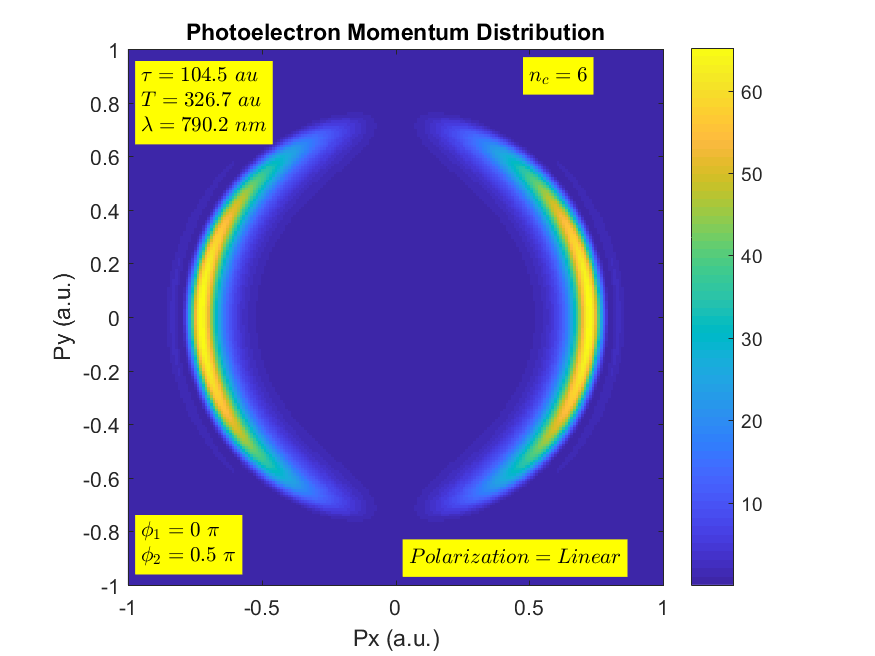 Photoelectron Momentum Distribution
τ = 104.5 au
T = 326.7 au
λ = 790.2 nm
n_c = 6
1
0.8
0.6
0.4
0.2
0
-0.2
-0.4
-0.6
-0.8
-1
Py (a.u.)
ϕ₁ = 0 π
ϕ₂ = 0.5 π
Polarization = Linear
-1
-0.5
0
0.5
1
Px (a.u.)
60
50
40
30
20
10